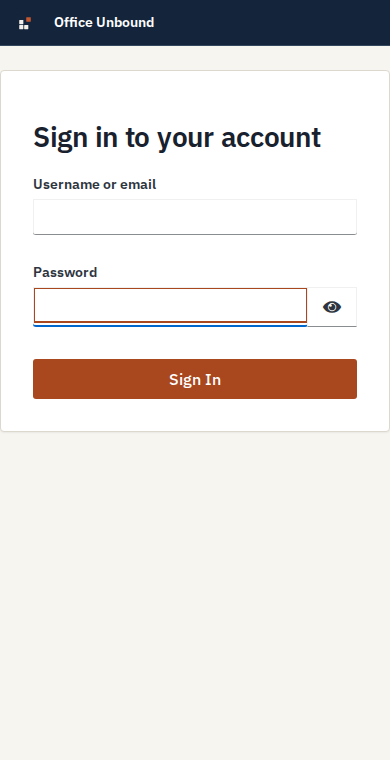 Office Unbound
Sign in to your account
Username or email
Password
Sign In